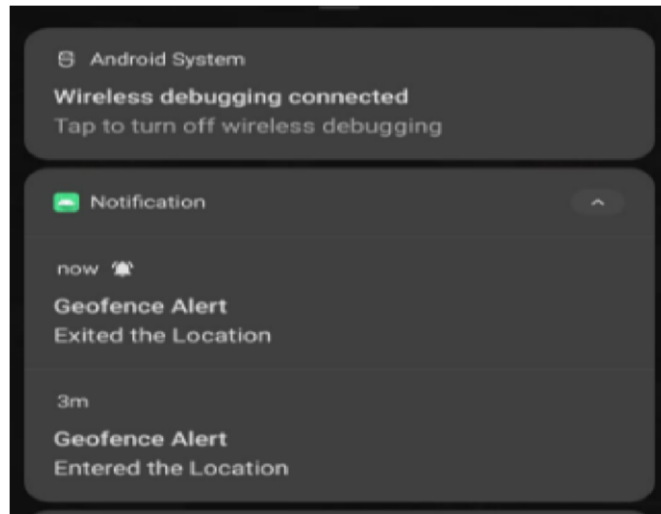 Android System
Wireless debugging connected
Tap to turn off wireless debugging
Notification
now
Geofence Alert
Exited the Location
3m
Geofence Alert
Entered the Location